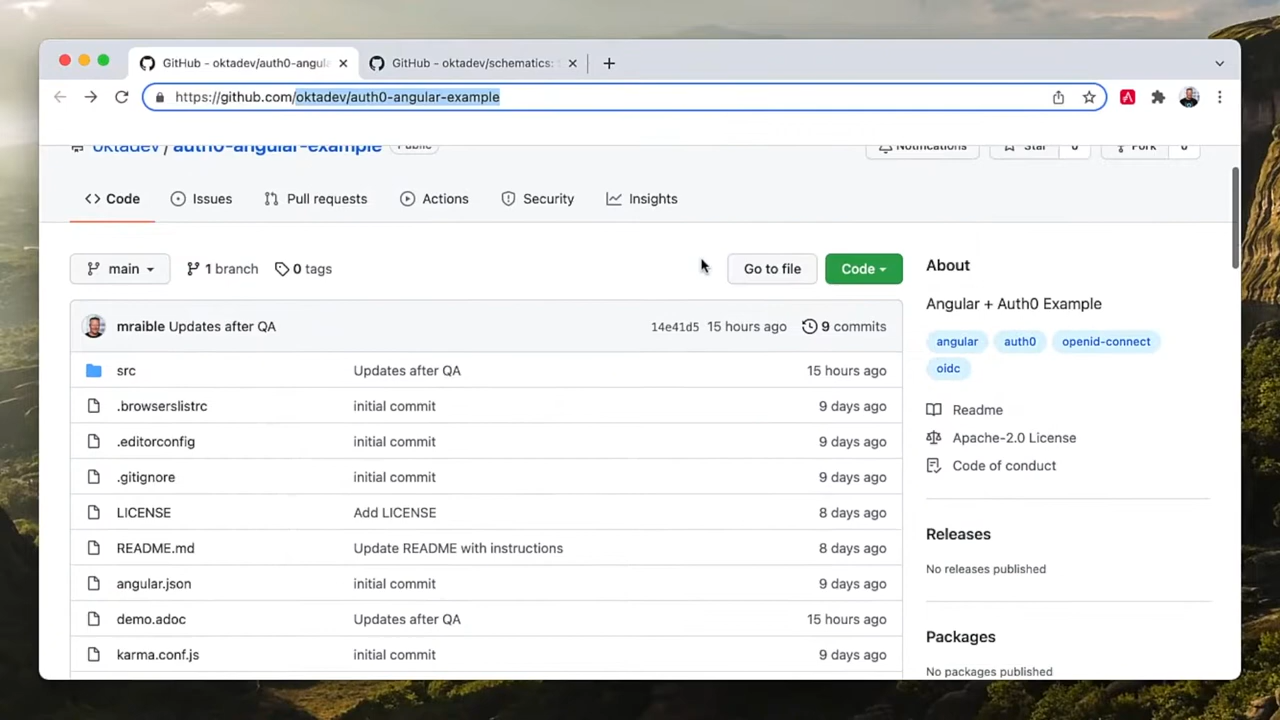 GitHub - oktadev/auth0-angula
GitHub - oktadev/schematics:
https://github.com/oktadev/auth0-angular-example
oktadev / auth0-angular-example Public
Notifications Star 0 Fork 0
Code Issues Pull requests Actions Security Insights
main 1 branch 0 tags Go to file Code
mraible Updates after QA 14e41d5 15 hours ago 9 commits
src Updates after QA 15 hours ago
.browserslistrc initial commit 9 days ago
.editorconfig initial commit 9 days ago
.gitignore initial commit 9 days ago
LICENSE Add LICENSE 8 days ago
README.md Update README with instructions 8 days ago
angular.json initial commit 9 days ago
demo.adoc Updates after QA 15 hours ago
karma.conf.js initial commit 9 days ago
About
Angular + Auth0 Example
angular auth0 openid-connect
oidc
Readme
Apache-2.0 License
Code of conduct
Releases
No releases published
Packages
No packages published